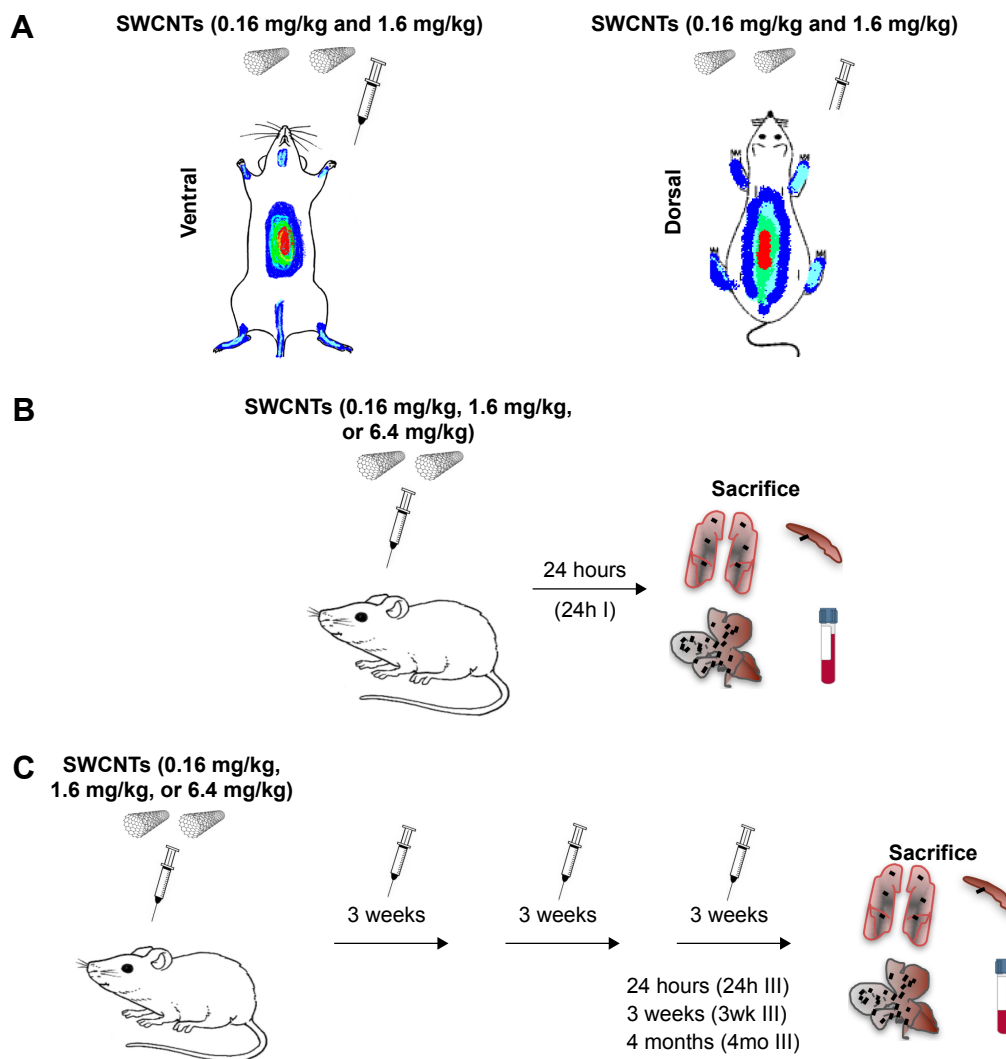 A
SWCNTs (0.16 mg/kg and 1.6 mg/kg)
Ventral
SWCNTs (0.16 mg/kg and 1.6 mg/kg)
Dorsal
B
SWCNTs (0.16 mg/kg, 1.6 mg/kg,
or 6.4 mg/kg)
24 hours
(24h I)
Sacrifice
C
SWCNTs (0.16 mg/kg,
1.6 mg/kg, or 6.4 mg/kg)
3 weeks
3 weeks
3 weeks
24 hours (24h III)
3 weeks (3wk III)
4 months (4mo III)
Sacrifice